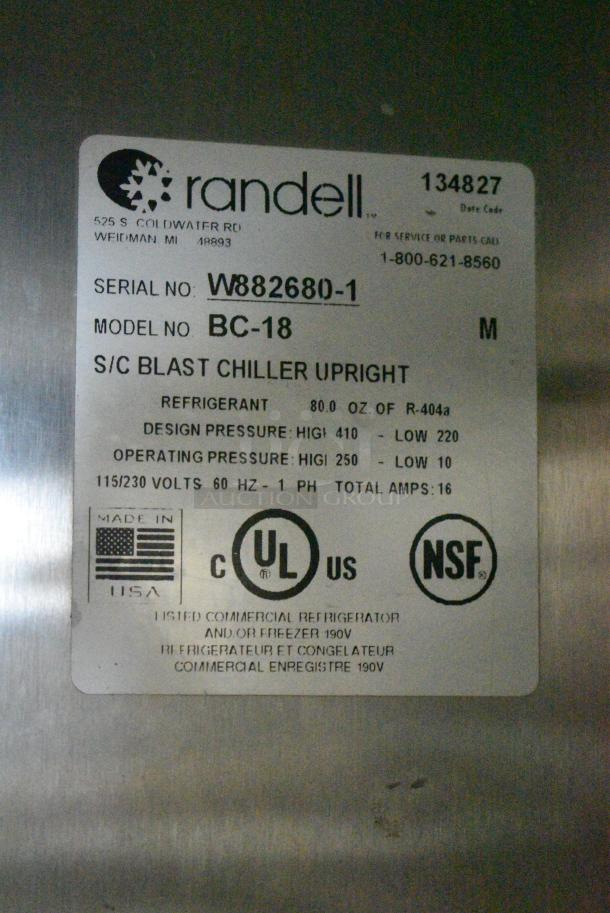 randell™ 134827
Date Code
525 S. COLDWATER RD
WEIDMAN, MI 48893
FOR SERVICE OR PARTS CALL
1-800-621-8560
SERIAL NO: W882680-1
MODEL NO BC-18 M
S/C BLAST CHILLER UPRIGHT
REFRIGERANT 80.0 OZ OF R-404a
DESIGN PRESSURE: HIGH 410 - LOW 220
OPERATING PRESSURE: HIGH 250 - LOW 10
115/230 VOLTS 60 HZ - 1 PH TOTAL AMPS: 16
AUCTION GROUP
MADE IN
USA
C UL® US
NSF®
LISTED COMMERCIAL REFRIGERATOR
AND/OR FREEZER 190V
REFRIGERATEUR ET CONGELATEUR
COMMERCIAL ENREGISTRE 190V